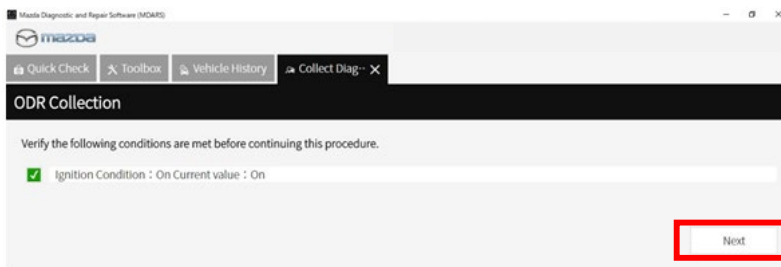 Mazda Diagnostic and Repair Software (MDARS)
mazda
Quick Check Toolbox Vehicle History Collect Diag··
ODR Collection
Verify the following conditions are met before continuing this procedure.
Ignition Condition : On Current value : On
Next